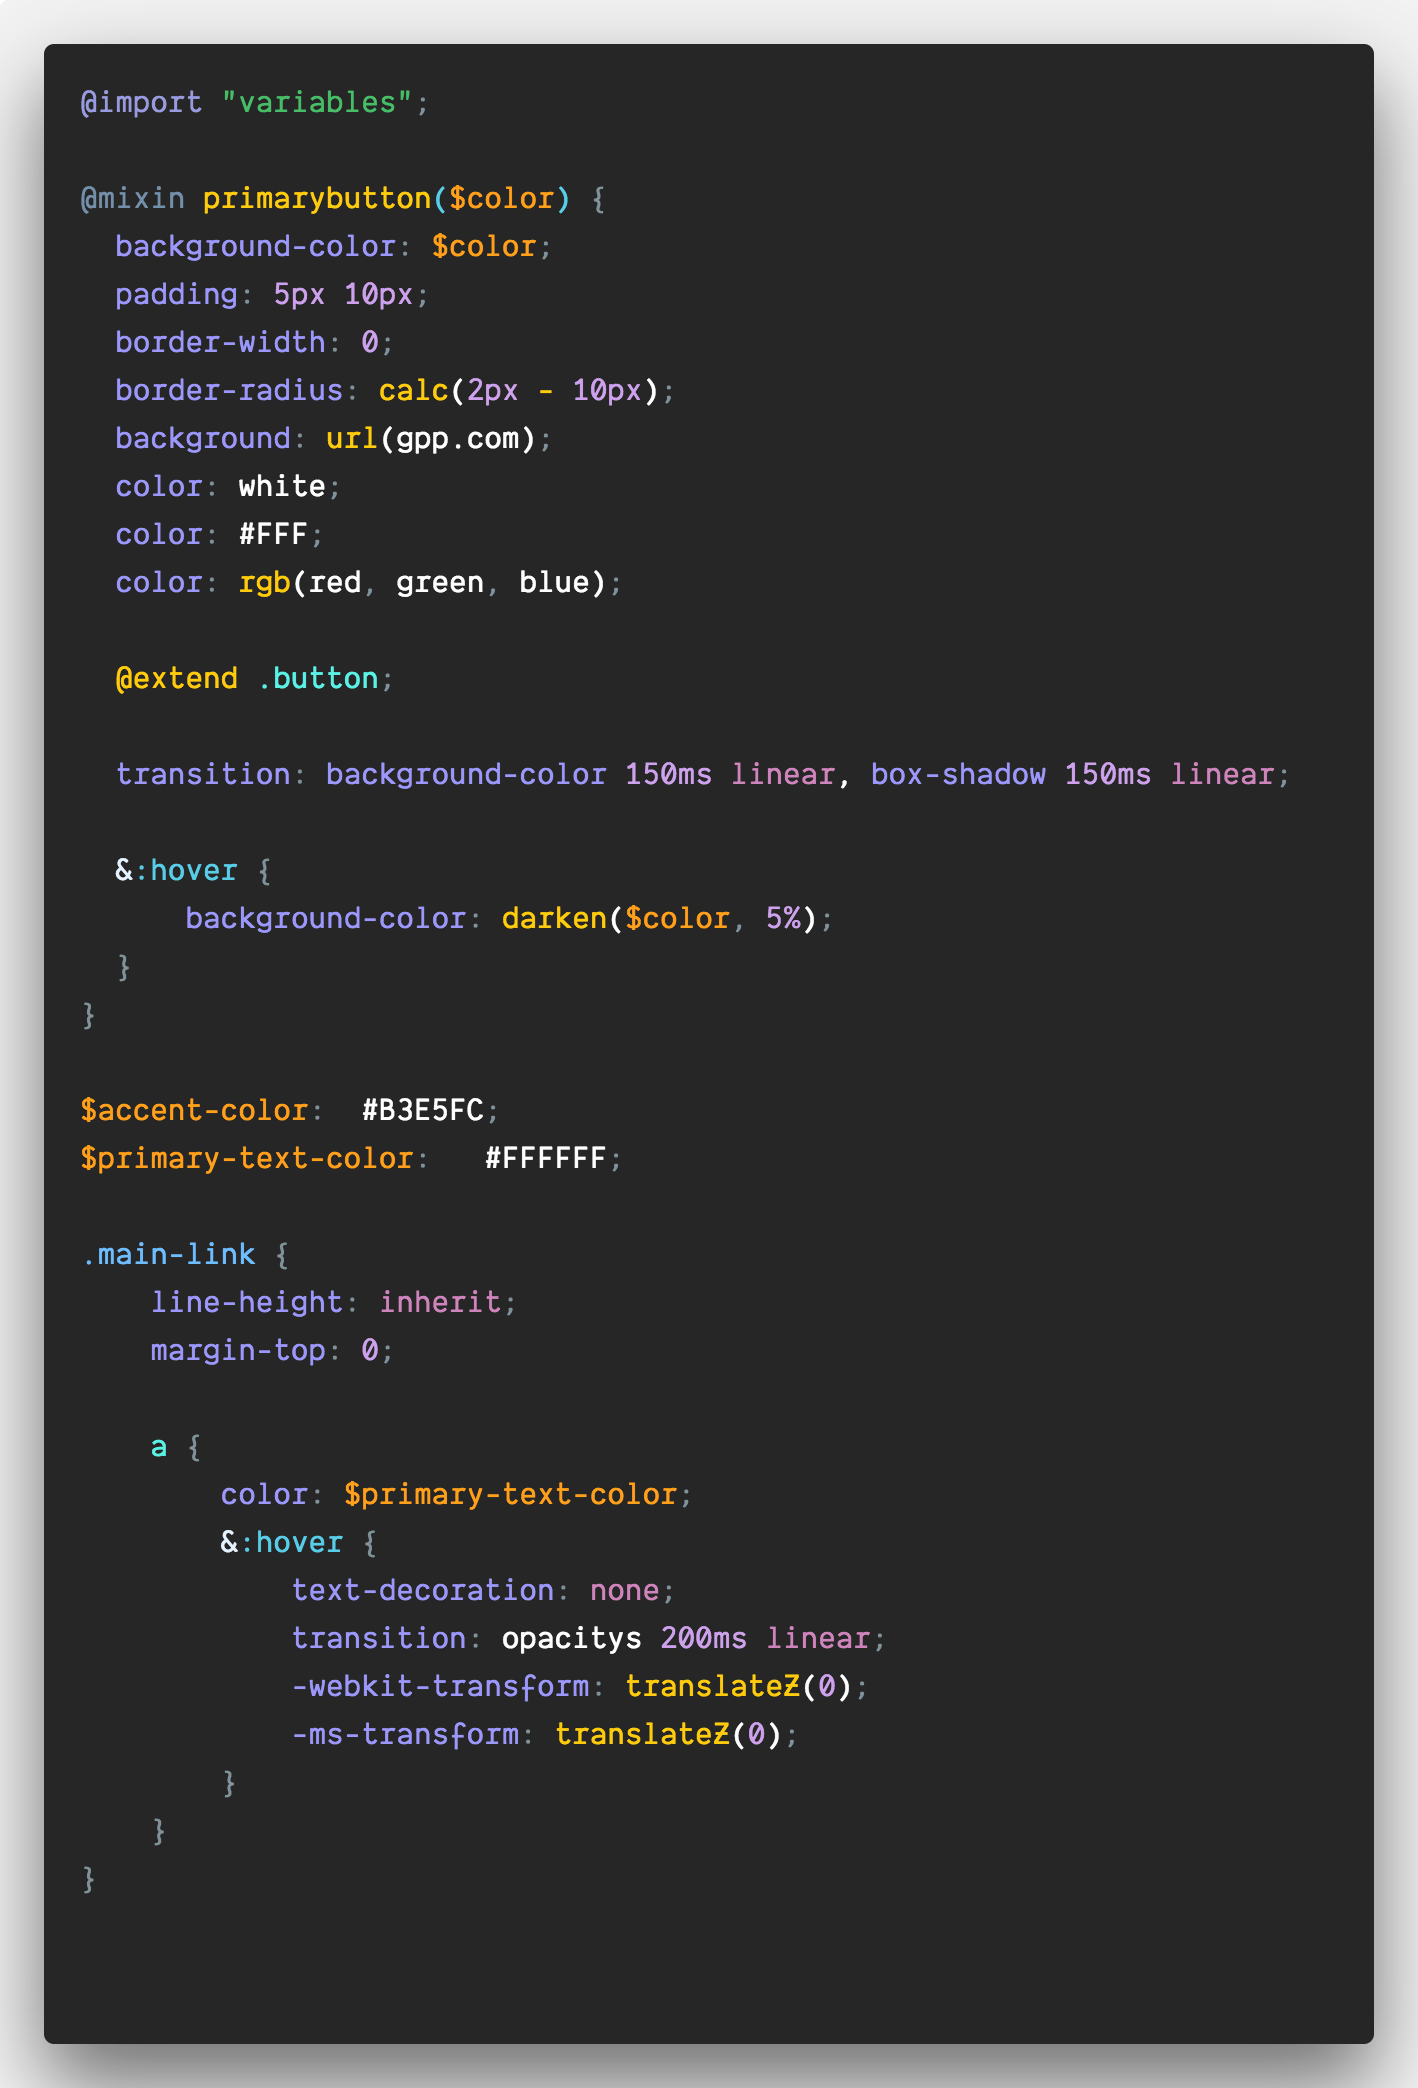 @import "variables";

@mixin primarybutton($color) {
  background-color: $color;
  padding: 5px 10px;
  border-width: 0;
  border-radius: calc(2px - 10px);
  background: url(gpp.com);
  color: white;
  color: #FFF;
  color: rgb(red, green, blue);

  @extend .button;

  transition: background-color 150ms linear, box-shadow 150ms linear;

  &:hover {
      background-color: darken($color, 5%);
  }
}

$accent-color:  #B3E5FC;
$primary-text-color:   #FFFFFF;

.main-link {
    line-height: inherit;
    margin-top: 0;

    a {
        color: $primary-text-color;
        &:hover {
            text-decoration: none;
            transition: opacitys 200ms linear;
            -webkit-transform: translateZ(0);
            -ms-transform: translateZ(0);
        }
    }
}